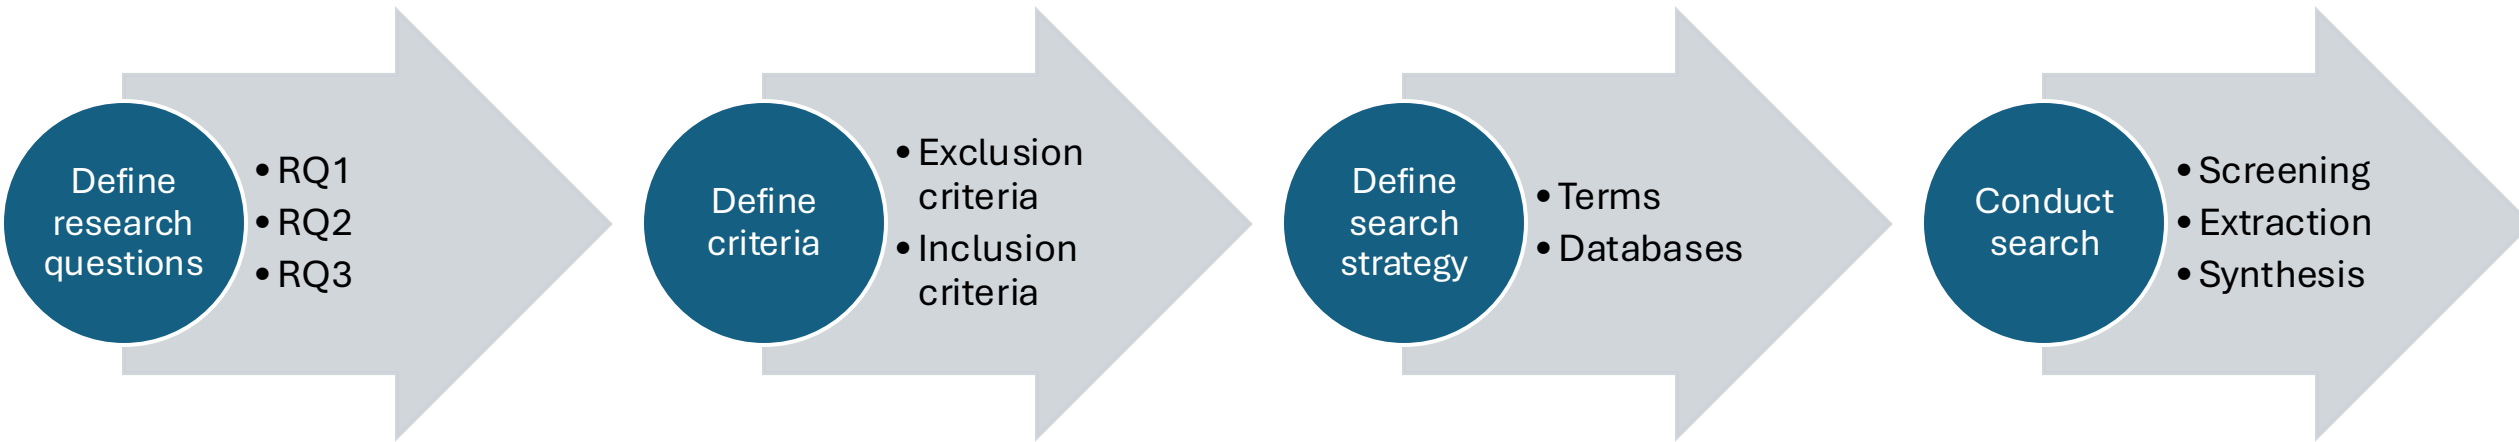 Define
research
questions
• RQ1
• RQ2
• RQ3
Define
criteria
• Exclusion
criteria
• Inclusion
criteria
Define
search
strategy
• Terms
• Databases
Conduct
search
• Screening
• Extraction
• Synthesis